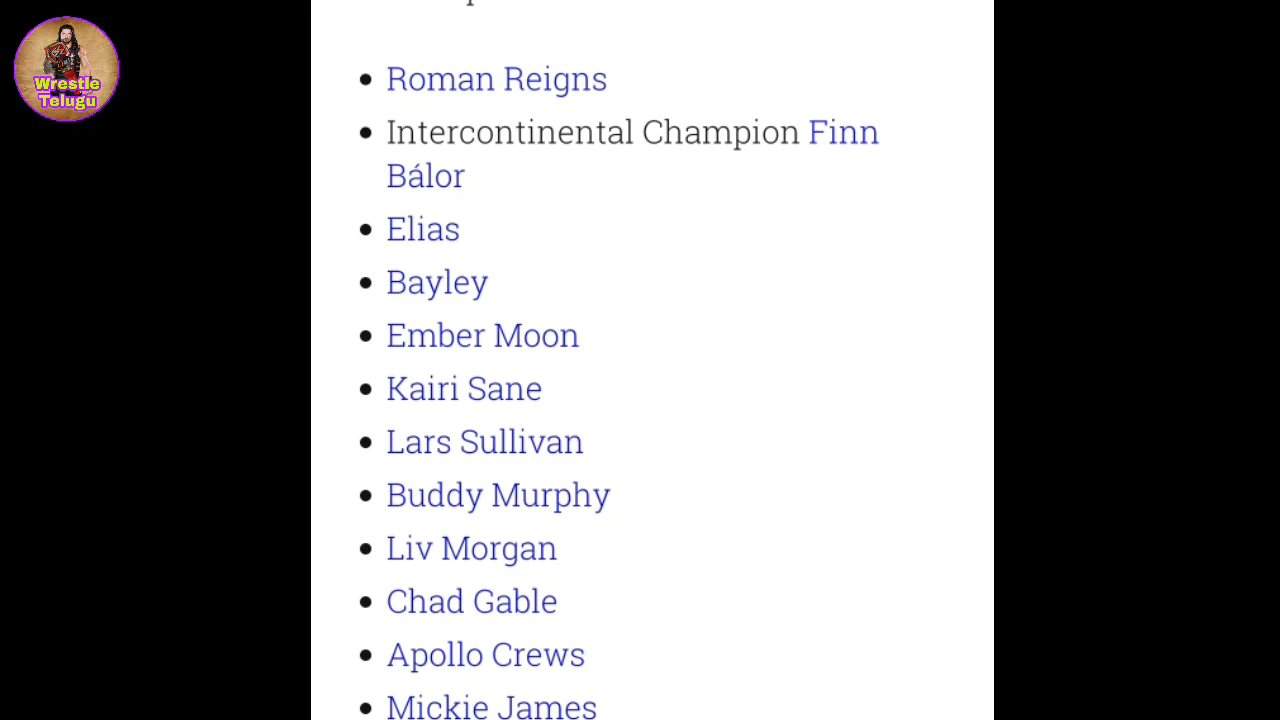 Wrestle
Telugu
Roman Reigns
Intercontinental Champion Finn
Bálor
Elias
Bayley
Ember Moon
Kairi Sane
Lars Sullivan
Buddy Murphy
Liv Morgan
Chad Gable
Apollo Crews
Mickie James